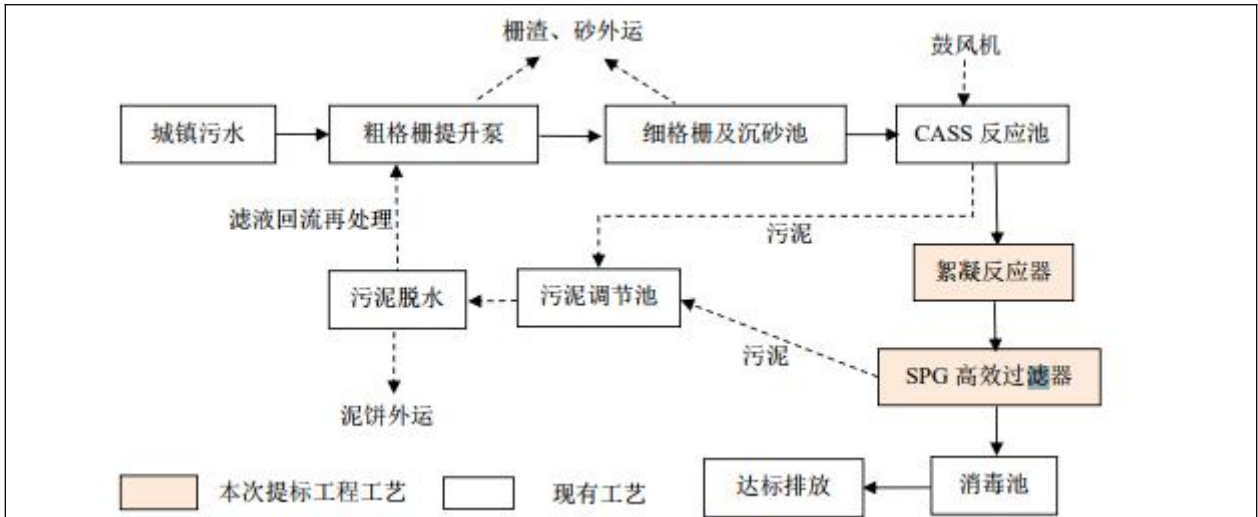 栅渣、砂外运
鼓风机
城镇污水
粗格栅提升泵
细格栅及沉砂池
CASS 反应池
滤液回流再处理
污泥
絮凝反应器
污泥脱水
污泥调节池
污泥
SPG 高效过滤器
泥饼外运
本次提标工程工艺
现有工艺
达标排放
消毒池